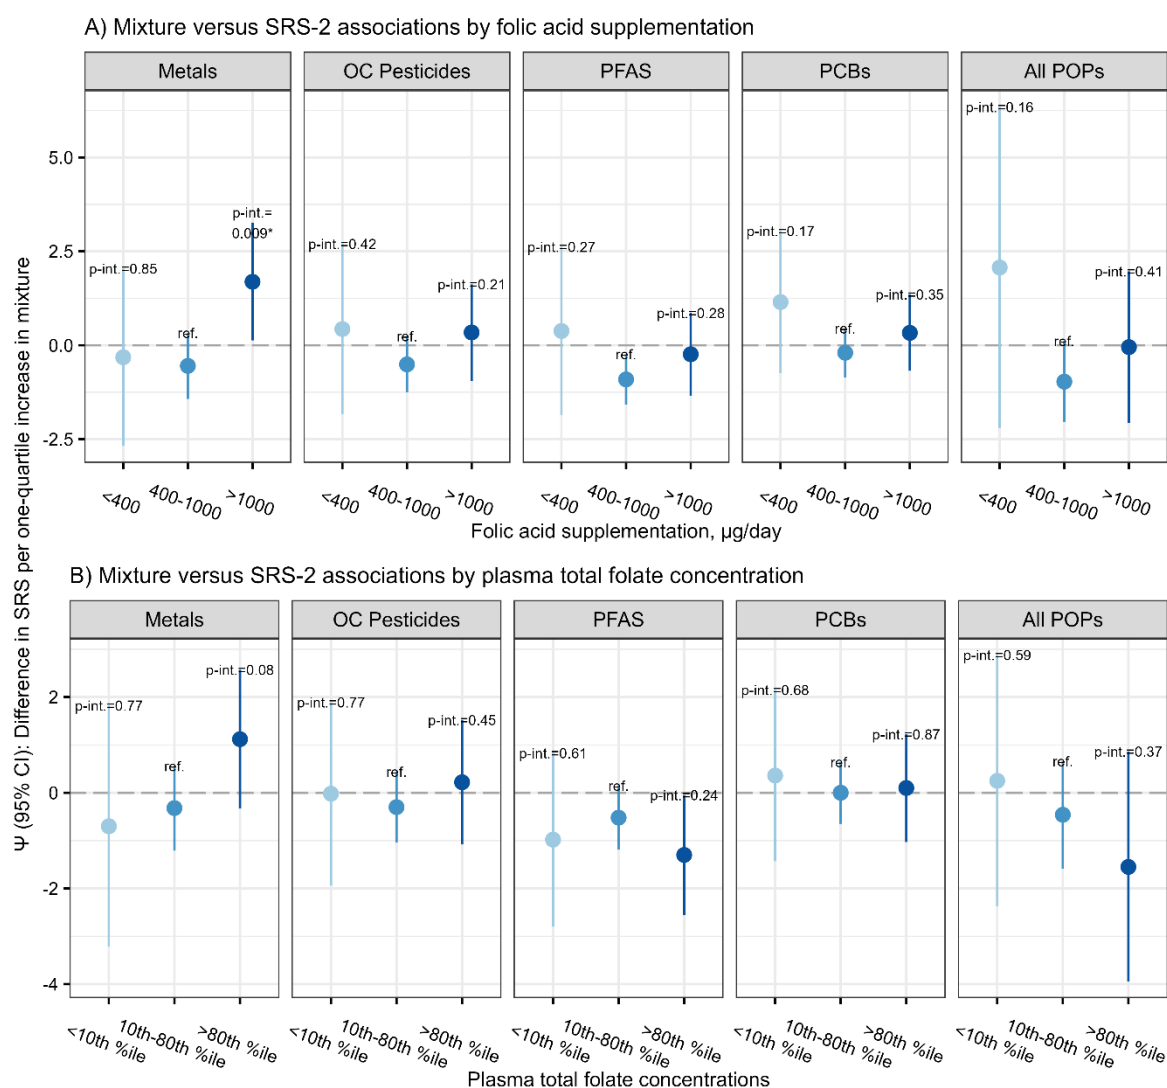 A) Mixture versus SRS-2 associations by folic acid supplementation
Metals
OC Pesticides
PFAS
PCBs
All POPs
Ψ (95% CI): Difference in SRS per one-quartile increase in mixture
5.0
2.5
0.0
-2.5
p-int.=0.85
ref.
p-int.=
0.009*
p-int.=0.42
ref.
p-int.=0.21
p-int.=0.27
ref.
p-int.=0.28
p-int.=0.17
ref.
p-int.=0.35
p-int.=0.16
ref.
p-int.=0.41
<400
400-1000
>1000
<400
400-1000
>1000
<400
400-1000
>1000
<400
400-1000
>1000
<400
400-1000
>1000
Folic acid supplementation, μg/day
B) Mixture versus SRS-2 associations by plasma total folate concentration
Metals
OC Pesticides
PFAS
PCBs
All POPs
2
0
-2
-4
p-int.=0.77
ref.
p-int.=0.08
p-int.=0.77
ref.
p-int.=0.45
p-int.=0.61
ref.
p-int.=0.24
p-int.=0.68
ref.
p-int.=0.87
p-int.=0.59
ref.
p-int.=0.37
<10th %ile
10th-80th %ile
>80th %ile
<10th %ile
10th-80th %ile
>80th %ile
<10th %ile
10th-80th %ile
>80th %ile
<10th %ile
10th-80th %ile
>80th %ile
<10th %ile
10th-80th %ile
>80th %ile
Plasma total folate concentrations